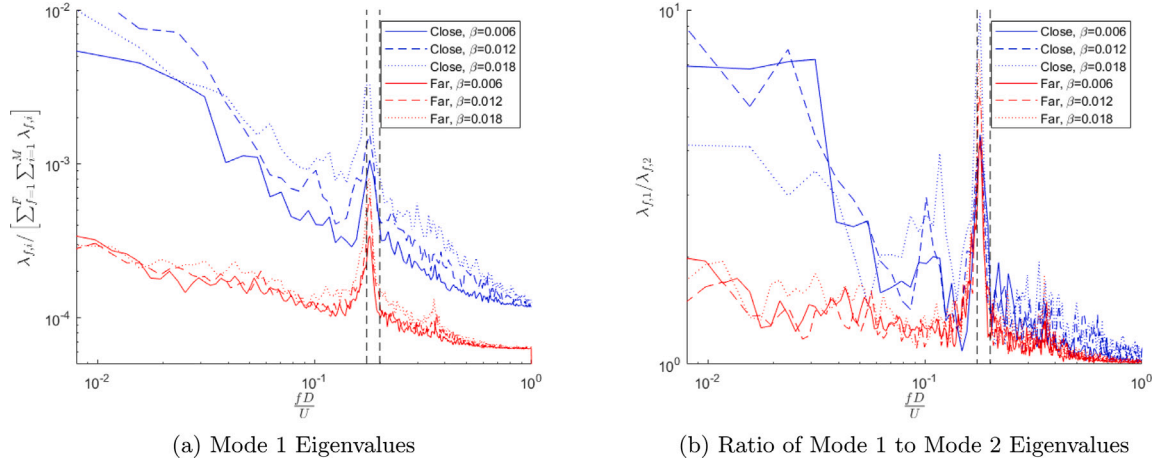 10^-2
10^-3
10^-4
λ_{f,i}/ [∑_{f=1}^{F} ∑_{i=1}^{M} λ_{f,i}]
Close, β=0.006
Close, β=0.012
Close, β=0.018
Far, β=0.006
Far, β=0.012
Far, β=0.018
10^-2
10^-1
10^0
fD/U
(a) Mode 1 Eigenvalues
10^1
10^0
λ_{f,1}/λ_{f,2}
Close, β=0.006
Close, β=0.012
Close, β=0.018
Far, β=0.006
Far, β=0.012
Far, β=0.018
10^-2
10^-1
10^0
fD/U
(b) Ratio of Mode 1 to Mode 2 Eigenvalues